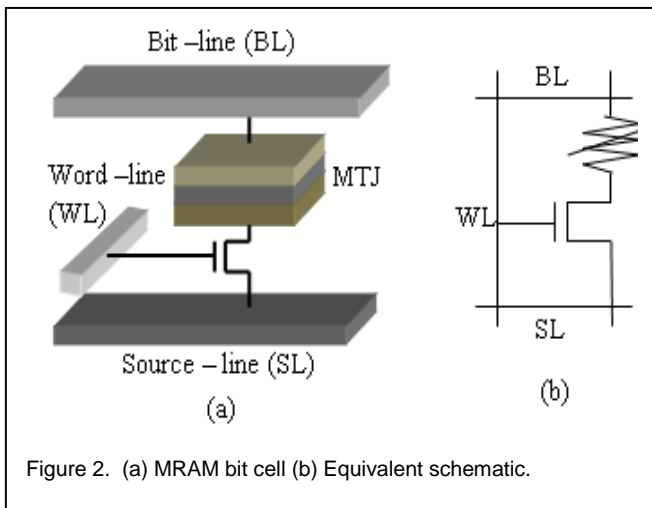 Bit –line (BL)
Word –line
(WL)
MTJ
Source – line (SL)
(a)
BL
WL
SL
(b)
Figure 2. (a) MRAM bit cell (b) Equivalent schematic.